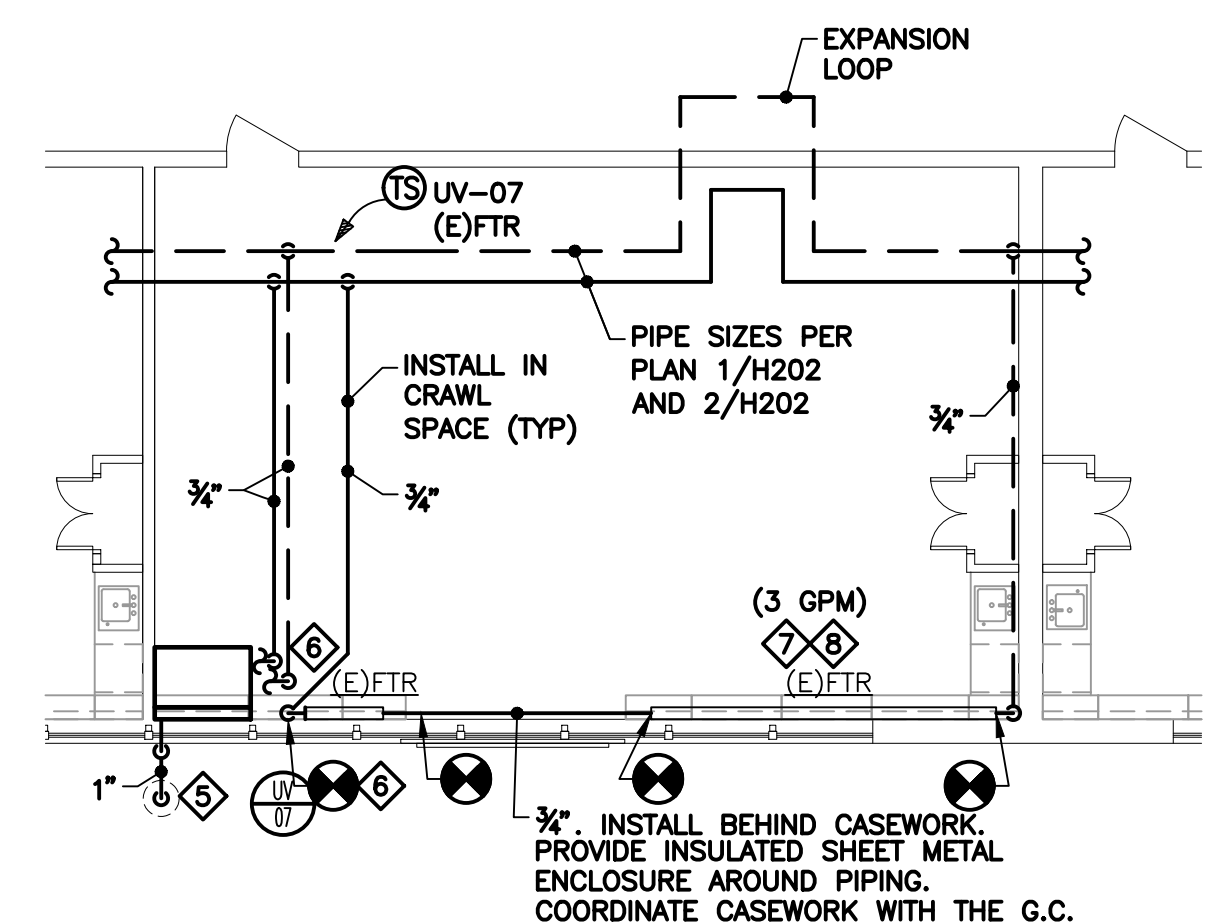 EXPANSION
LOOP
TS
UV-07
(E)FTR
PIPE SIZES PER
PLAN 1/H202
AND 2/H202
INSTALL IN
CRAWL
SPACE (TYP)
3/4"
3/4"
3/4"
(3 GPM)
7
8
6
(E)FTR
(E)FTR
1"
5
UV
07
6
3/4". INSTALL BEHIND CASEWORK.
PROVIDE INSULATED SHEET METAL
ENCLOSURE AROUND PIPING.
COORDINATE CASEWORK WITH THE G.C.